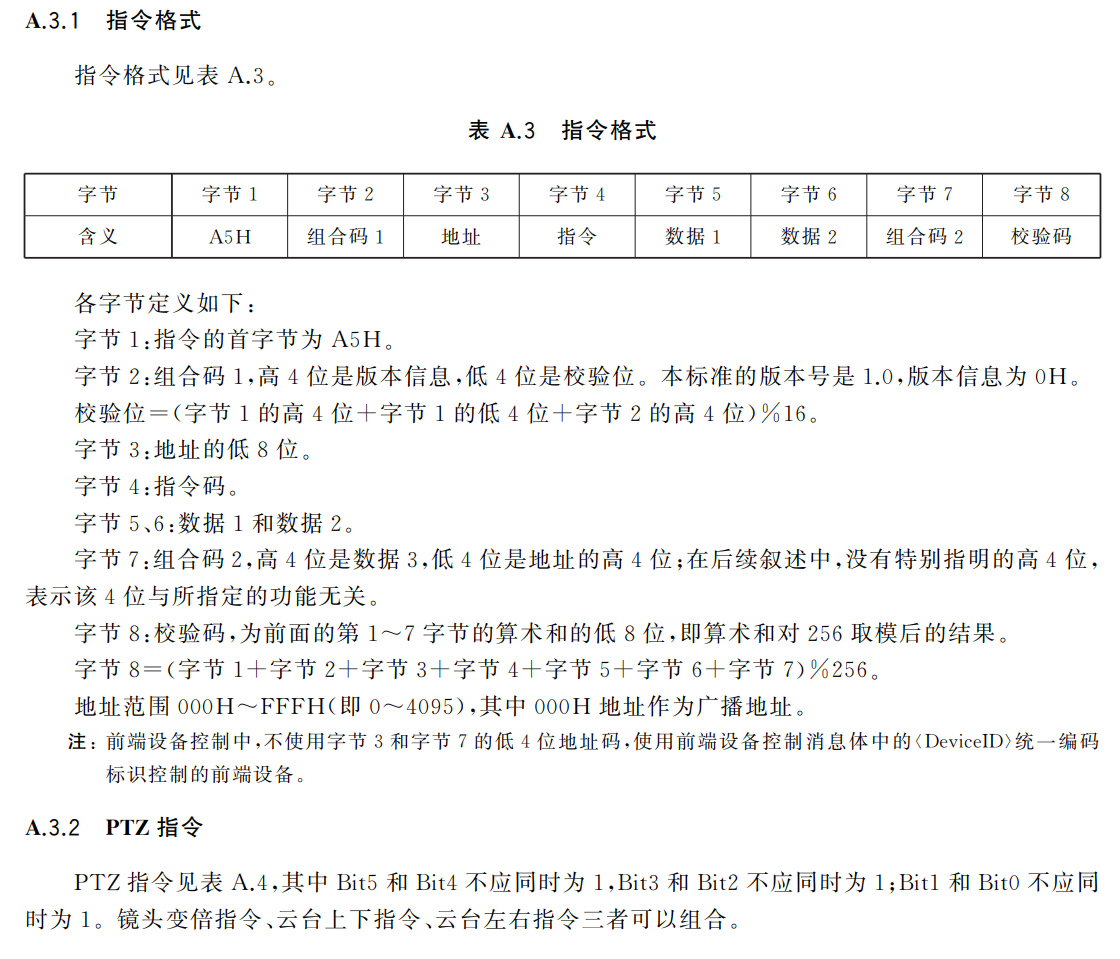 A.3.1 指令格式
指令格式见表 A.3。
表 A.3 指令格式
字节 字节 1 字节 2 字节 3 字节 4 字节 5 字节 6 字节 7 字节 8
含义 A5H 组合码 1 地址 指令 数据 1 数据 2 组合码 2 校验码
各字节定义如下:
字节 1:指令的首字节为 A5H。
字节 2:组合码 1,高 4 位是版本信息,低 4 位是校验位。本标准的版本号是 1.0,版本信息为 0H。
校验位=(字节 1 的高 4 位+字节 1 的低 4 位+字节 2 的高 4 位)%16。
字节 3:地址的低 8 位。
字节 4:指令码。
字节 5、6:数据 1 和数据 2。
字节 7:组合码 2,高 4 位是数据 3,低 4 位是地址的高 4 位;在后续叙述中,没有特别指明的高 4 位,
表示该 4 位与所指定的功能无关。
字节 8:校验码,为前面的第 1～7 字节的算术和的低 8 位,即算术和对 256 取模后的结果。
字节 8=(字节 1+字节 2+字节 3+字节 4+字节 5+字节 6+字节 7)%256。
地址范围 000H～FFFH(即 0～4095),其中 000H 地址作为广播地址。
注: 前端设备控制中,不使用字节 3 和字节 7 的低 4 位地址码,使用前端设备控制消息体中的〈DeviceID〉统一编码
标识控制的前端设备。
A.3.2 PTZ 指令
PTZ 指令见表 A.4,其中 Bit5 和 Bit4 不应同时为 1,Bit3 和 Bit2 不应同时为 1;Bit1 和 Bit0 不应同
时为 1。镜头变倍指令、云台上下指令、云台左右指令三者可以组合。